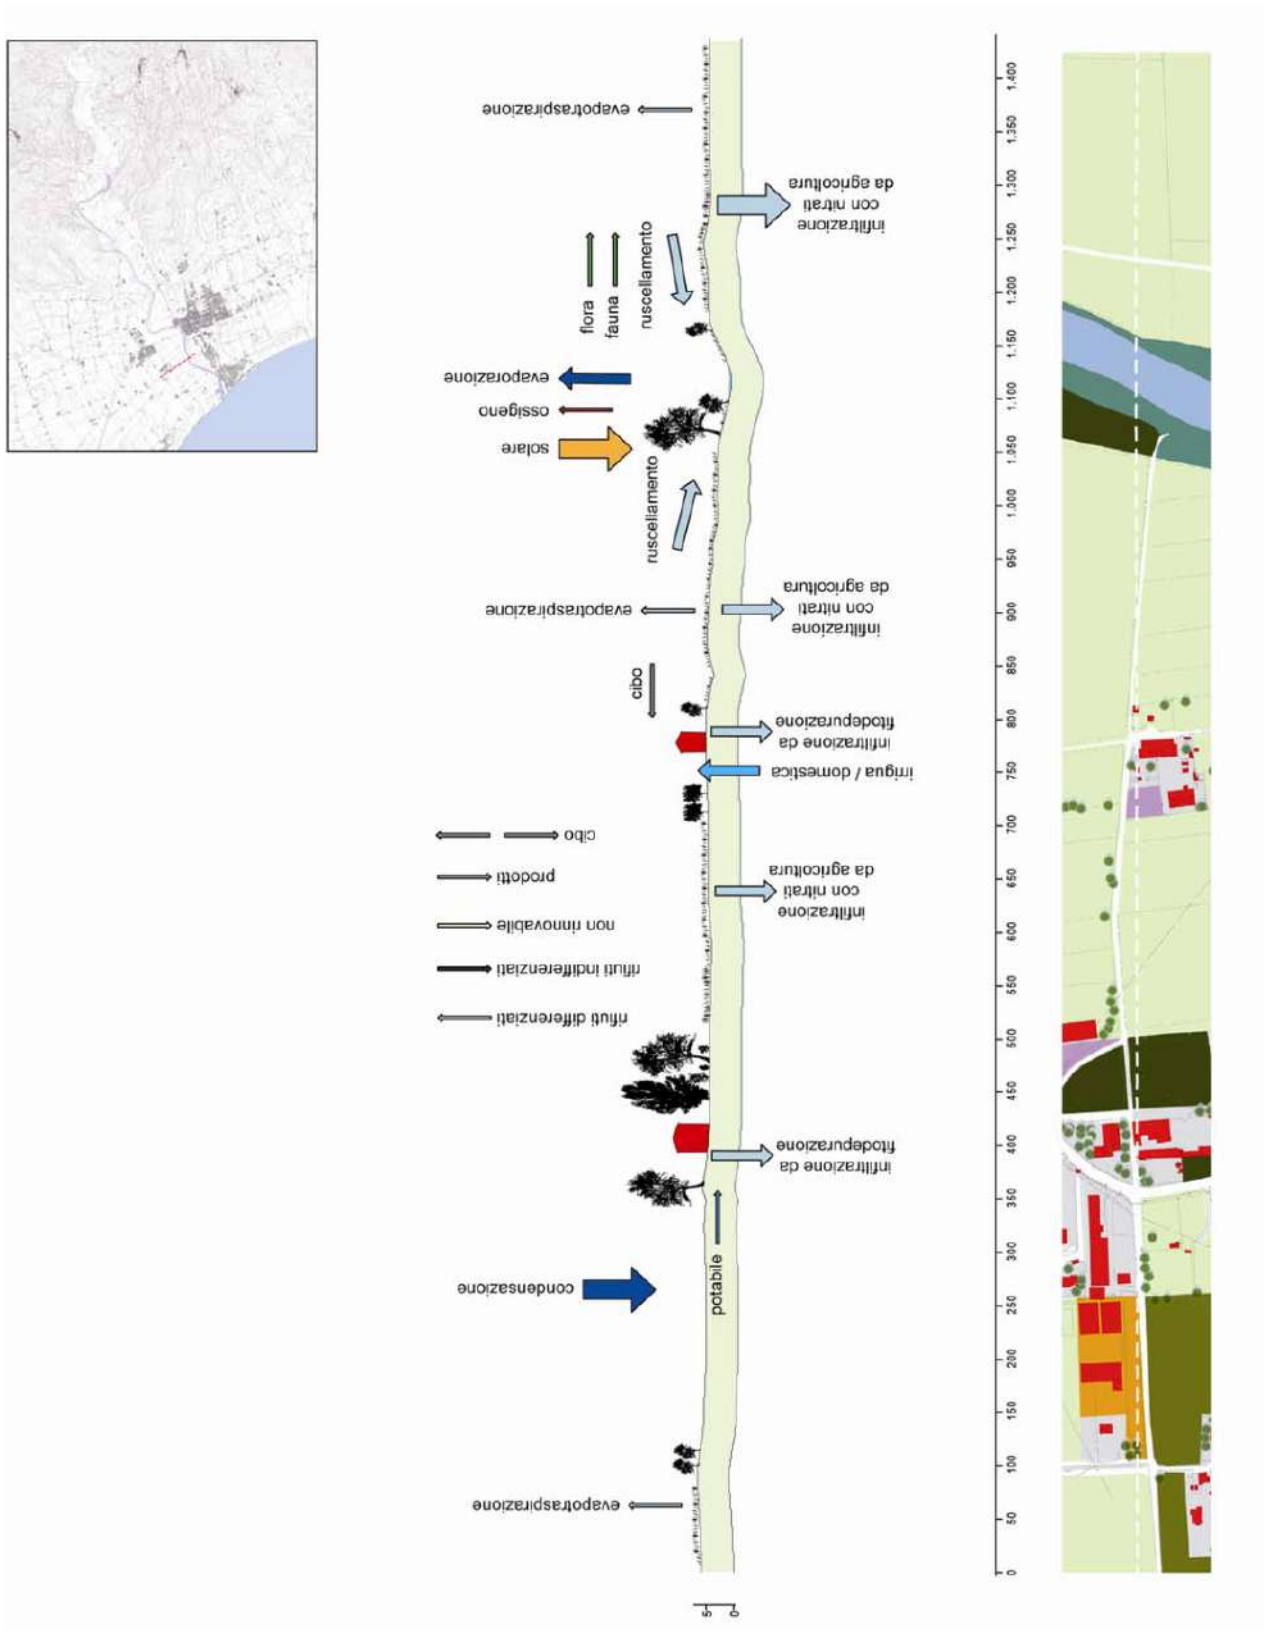 evapotraspirazione
infiltrazione
con nitrati
da agricoltura
flora
fauna
ruscellamento
evaporazione
ossigeno
solare
ruscellamento
evapotraspirazione
infiltrazione
con nitrati
da agricoltura
cibo
infiltrazione da
fitodepurazione
irrigua / domestica
cibo
prodotti
non rinnovabile
rifiuti indifferenziati
rifiuti differenziati
infiltrazione
con nitrati
da agricoltura
infiltrazione da
fitodepurazione
condensazione
potabile
evapotraspirazione
1.400
1.350
1.300
1.250
1.200
1.150
1.100
1.050
1.000
950
900
850
800
750
700
650
600
550
500
450
400
350
300
250
200
150
100
50
0
5
0